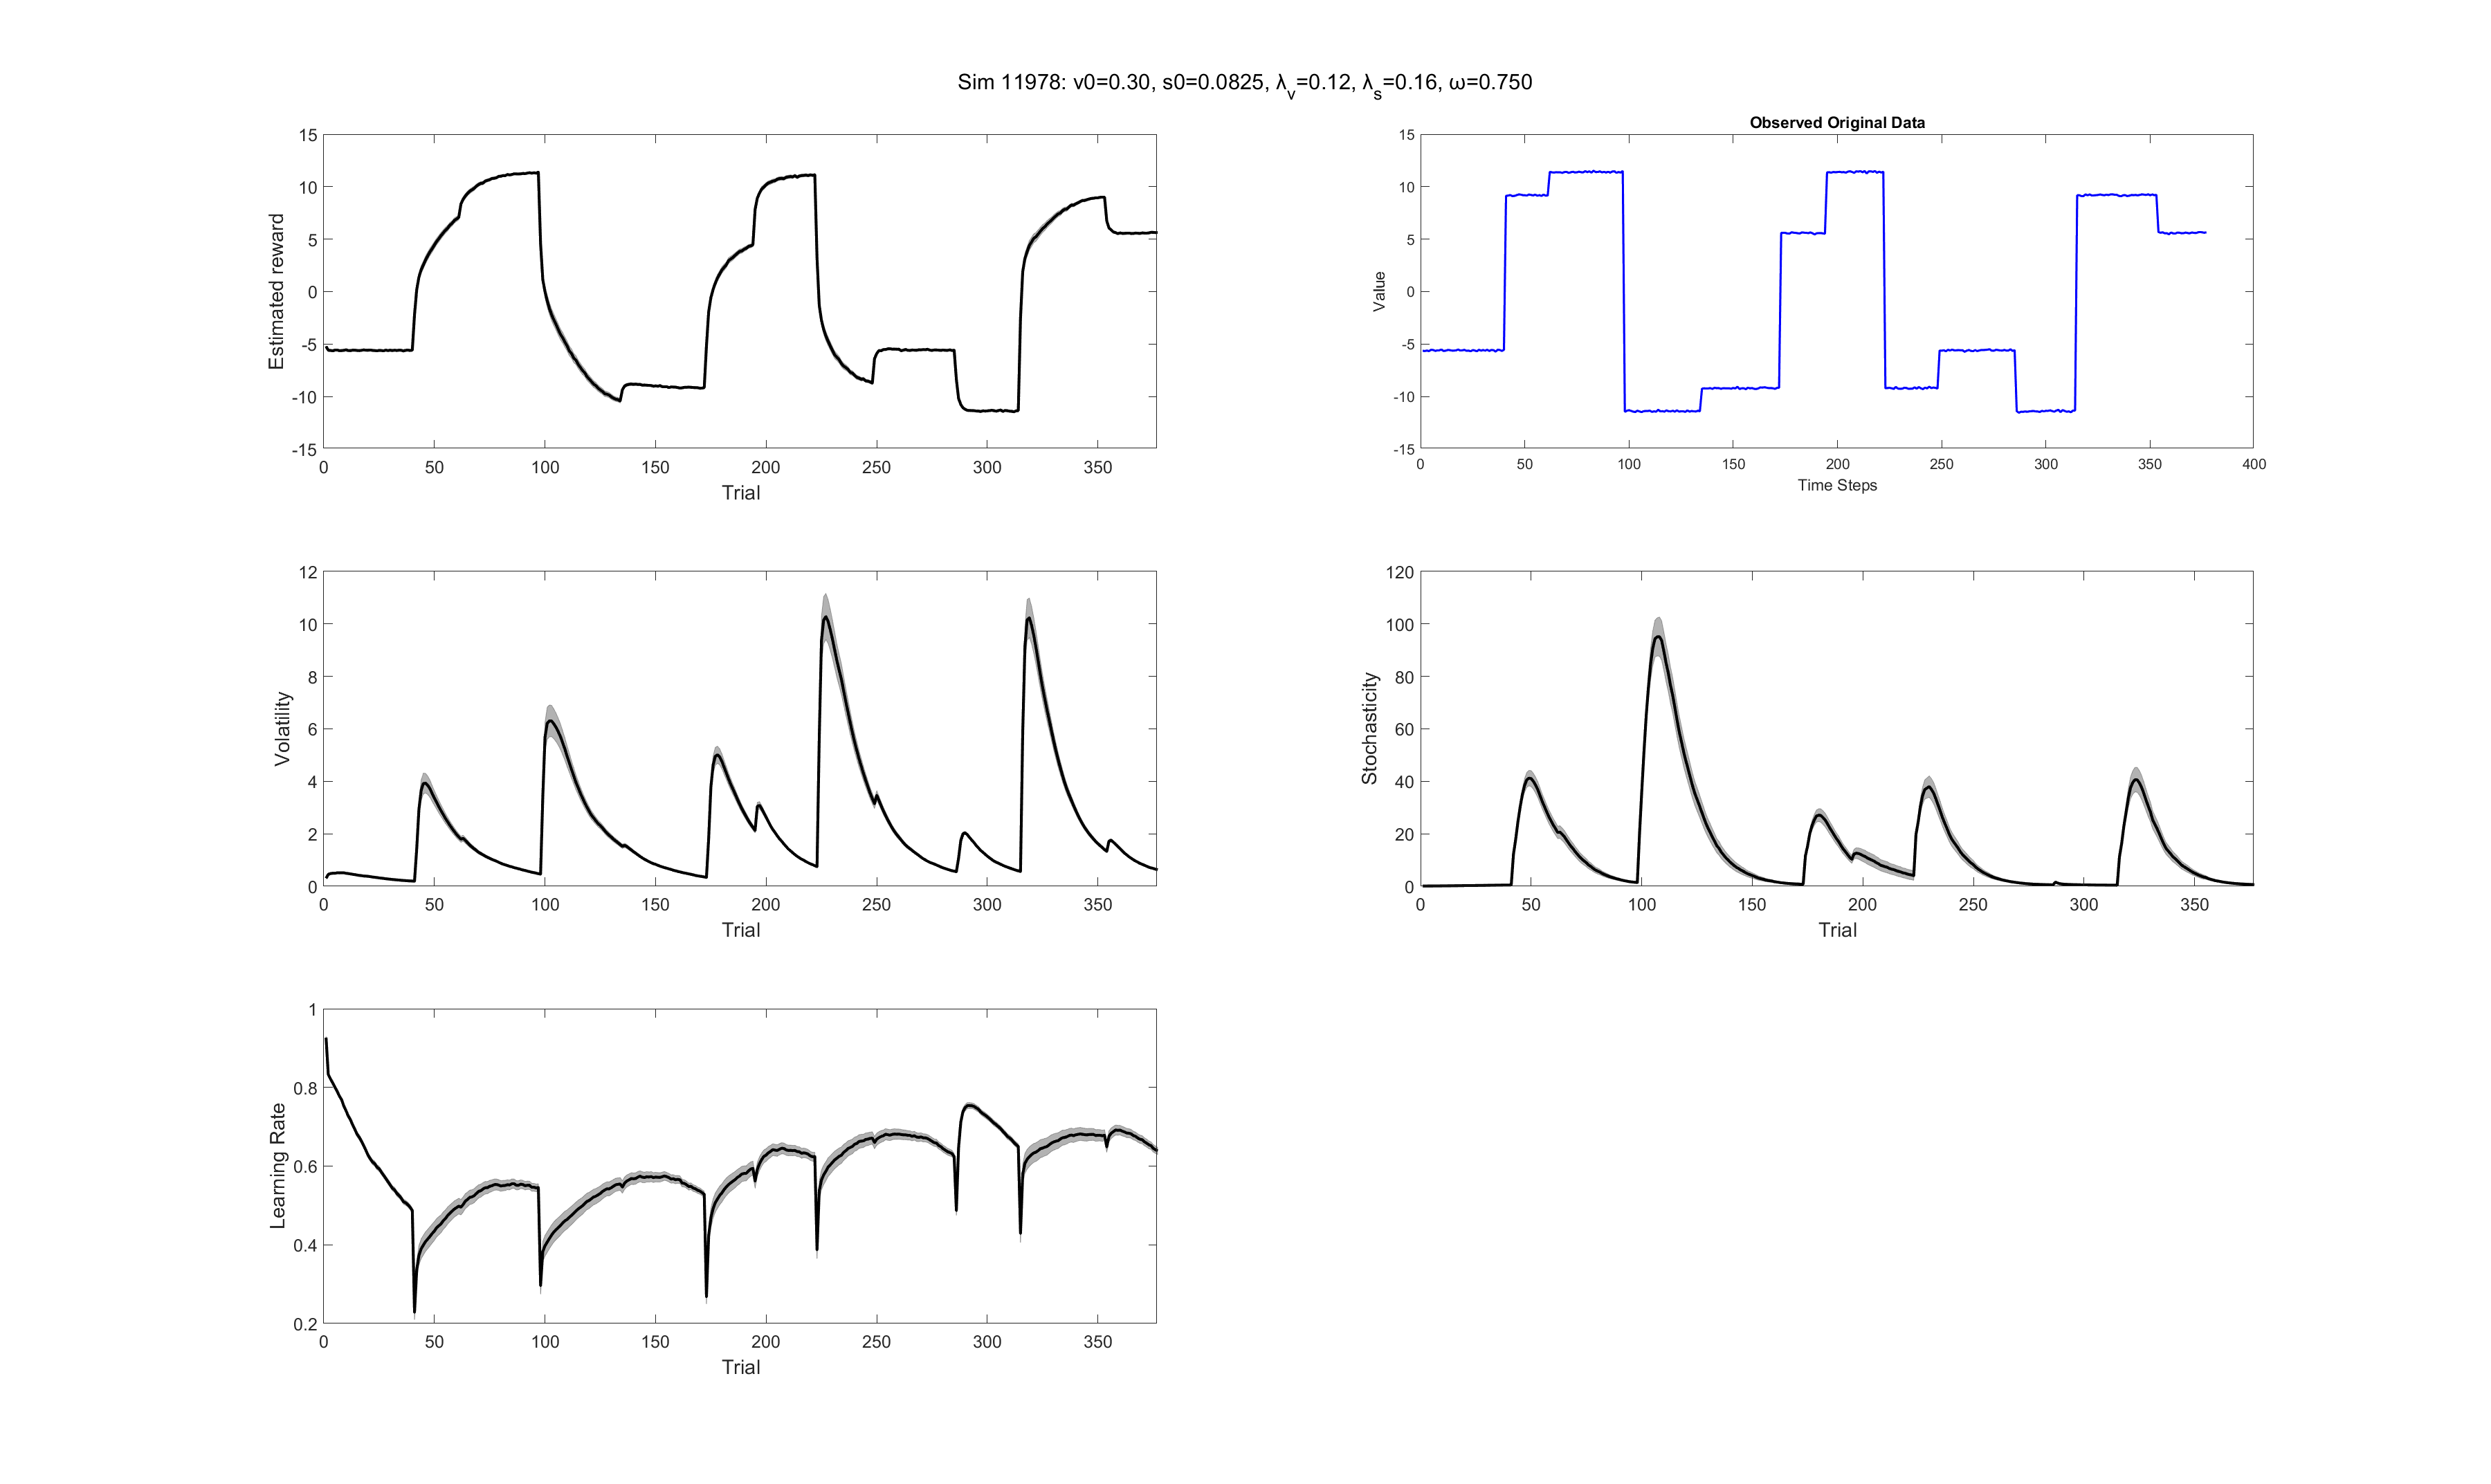 Sim 11978: v0=0.30, s0=0.0825, λv=0.12, λs=0.16, ω=0.750
15
10
5
0
-5
-10
-15
Estimated reward
0 50 100 150 200 250 300 350
Trial
Observed Original Data
15
10
5
0
-5
-10
-15
Value
0 50 100 150 200 250 300 350 400
Time Steps
12
10
8
6
4
2
0
Volatility
0 50 100 150 200 250 300 350
Trial
120
100
80
60
40
20
0
Stochasticity
0 50 100 150 200 250 300 350
Trial
1
0.8
0.6
0.4
0.2
Learning Rate
0 50 100 150 200 250 300 350
Trial